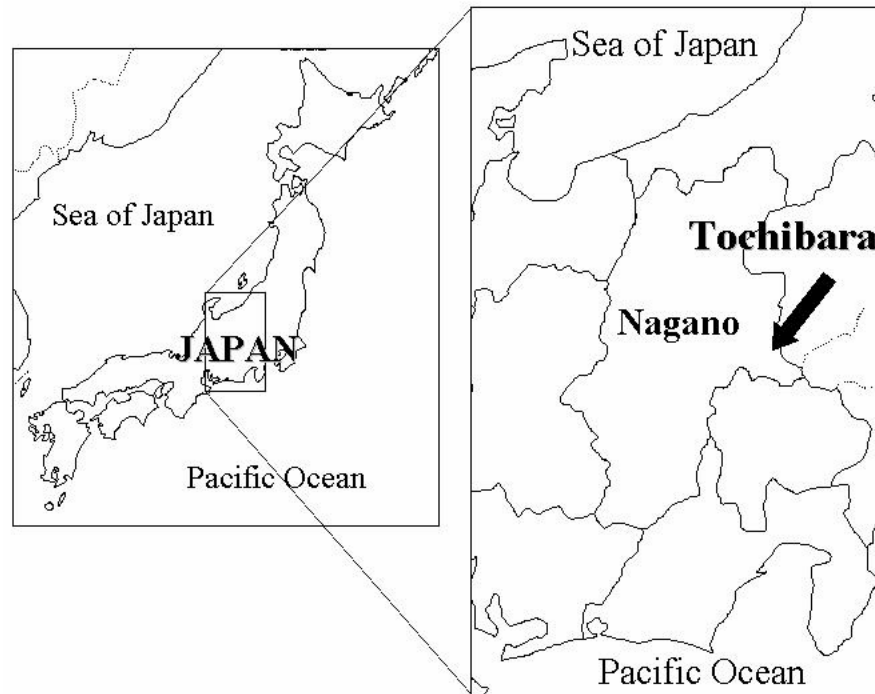 Sea of Japan
JAPAN
Pacific Ocean
Sea of Japan
Tochibara
Nagano
Pacific Ocean